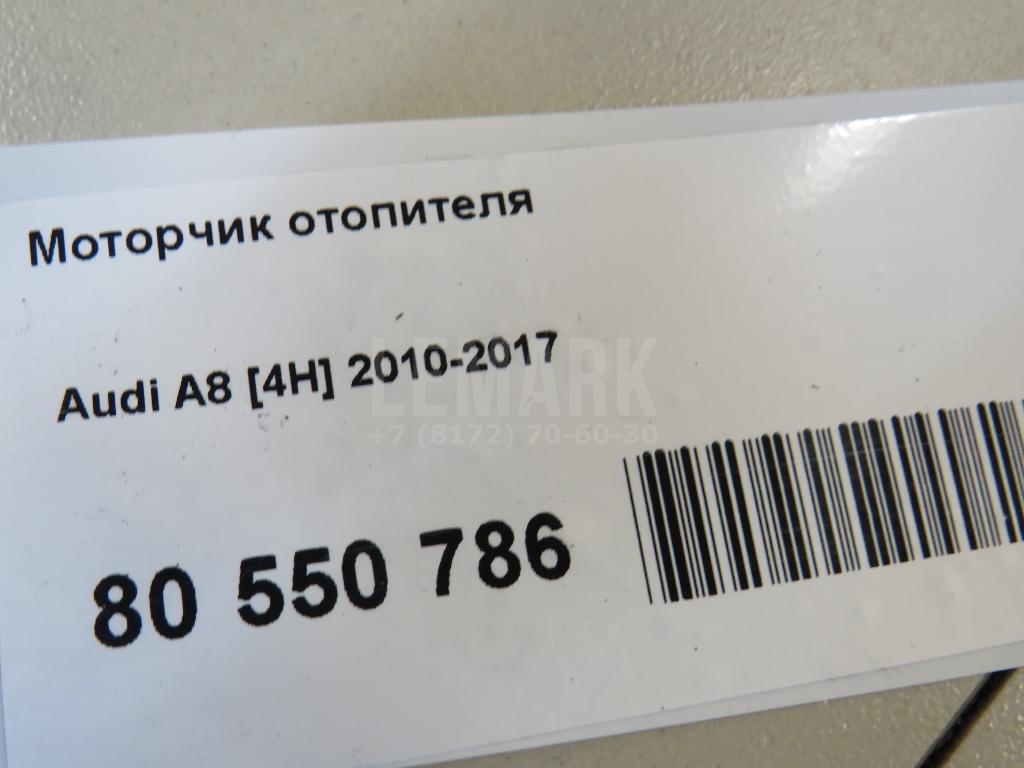 Моторчик отопителя
Audi A8 [4H] 2010-2017
LEMARK
+7 (8172) 70-60-30
80 550 786